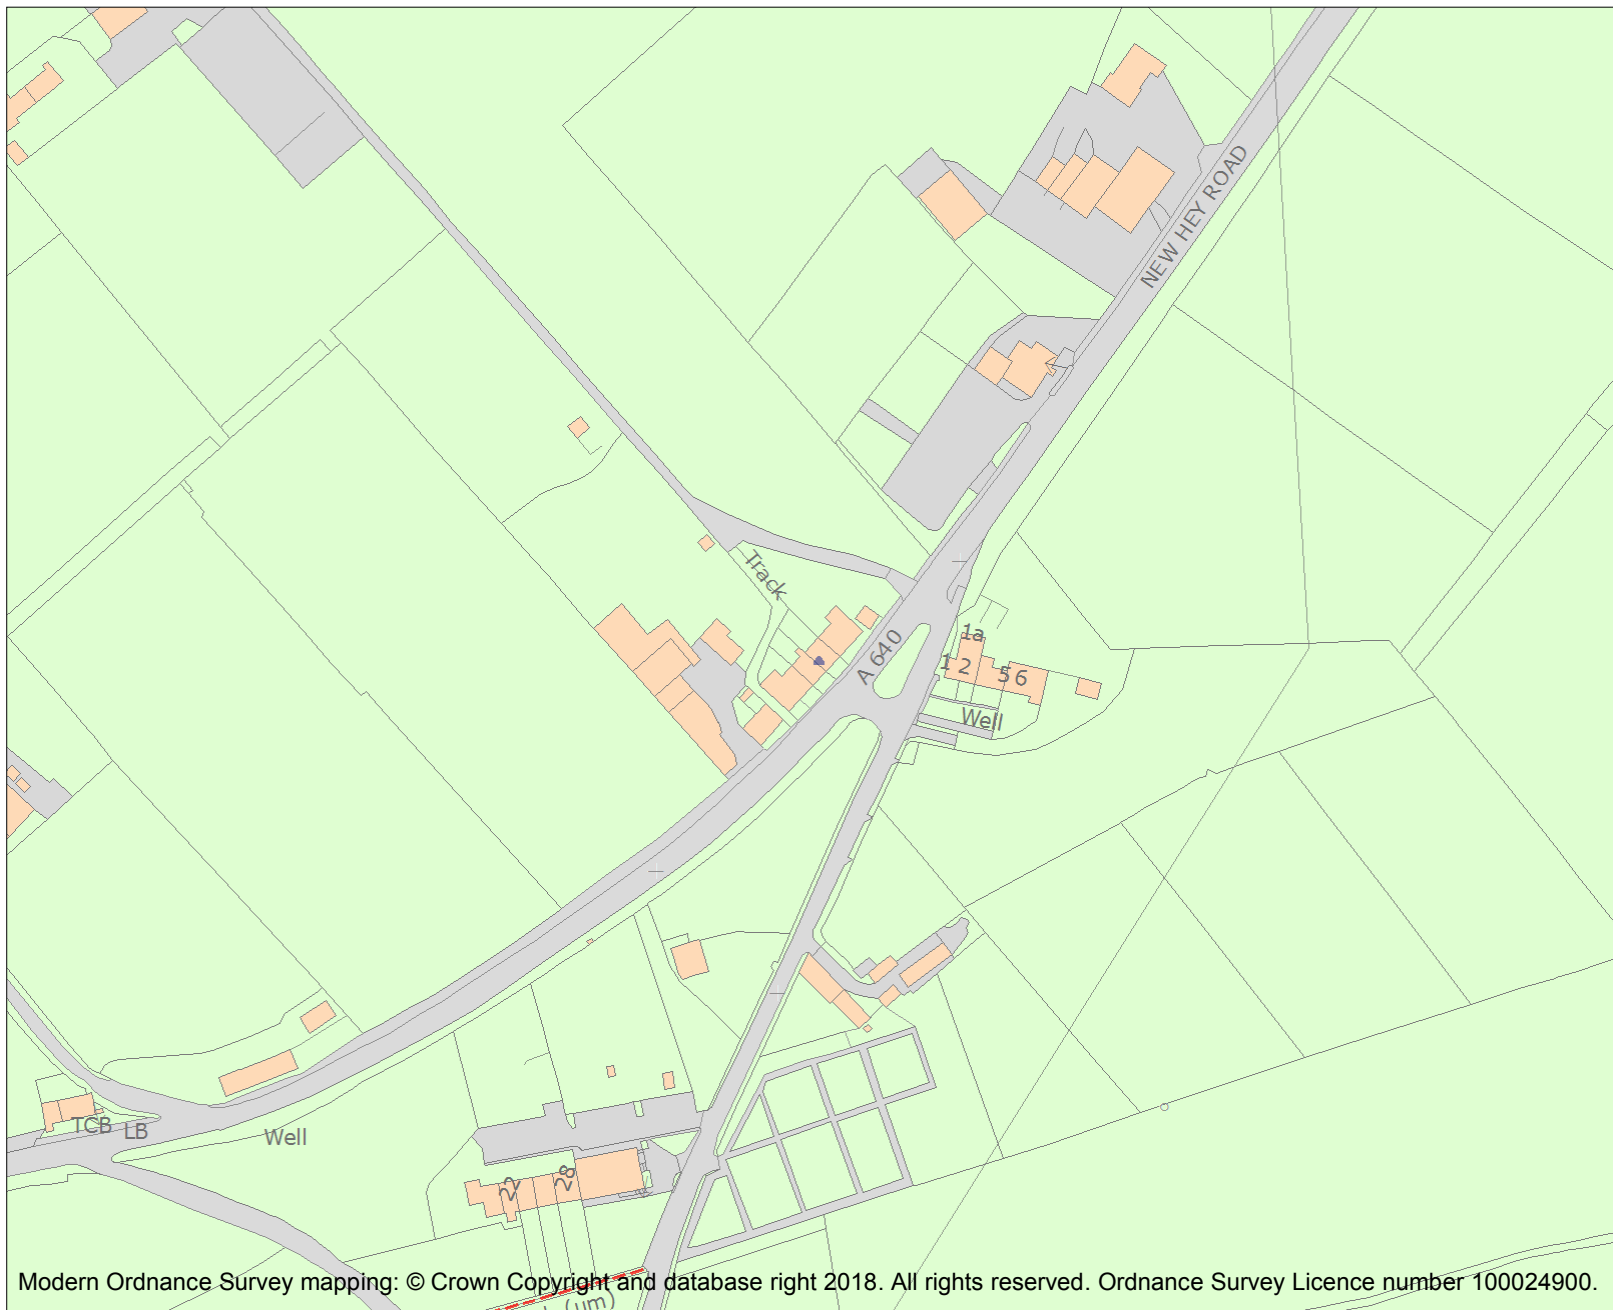 NEW HEY ROAD
Track
A 640
1a
1 2
5 6
Well
TCB LB
Well
22
28
Modern Ordnance Survey mapping: © Crown Copyright and database right 2018. All rights reserved. Ordnance Survey Licence number 100024900.
(um)